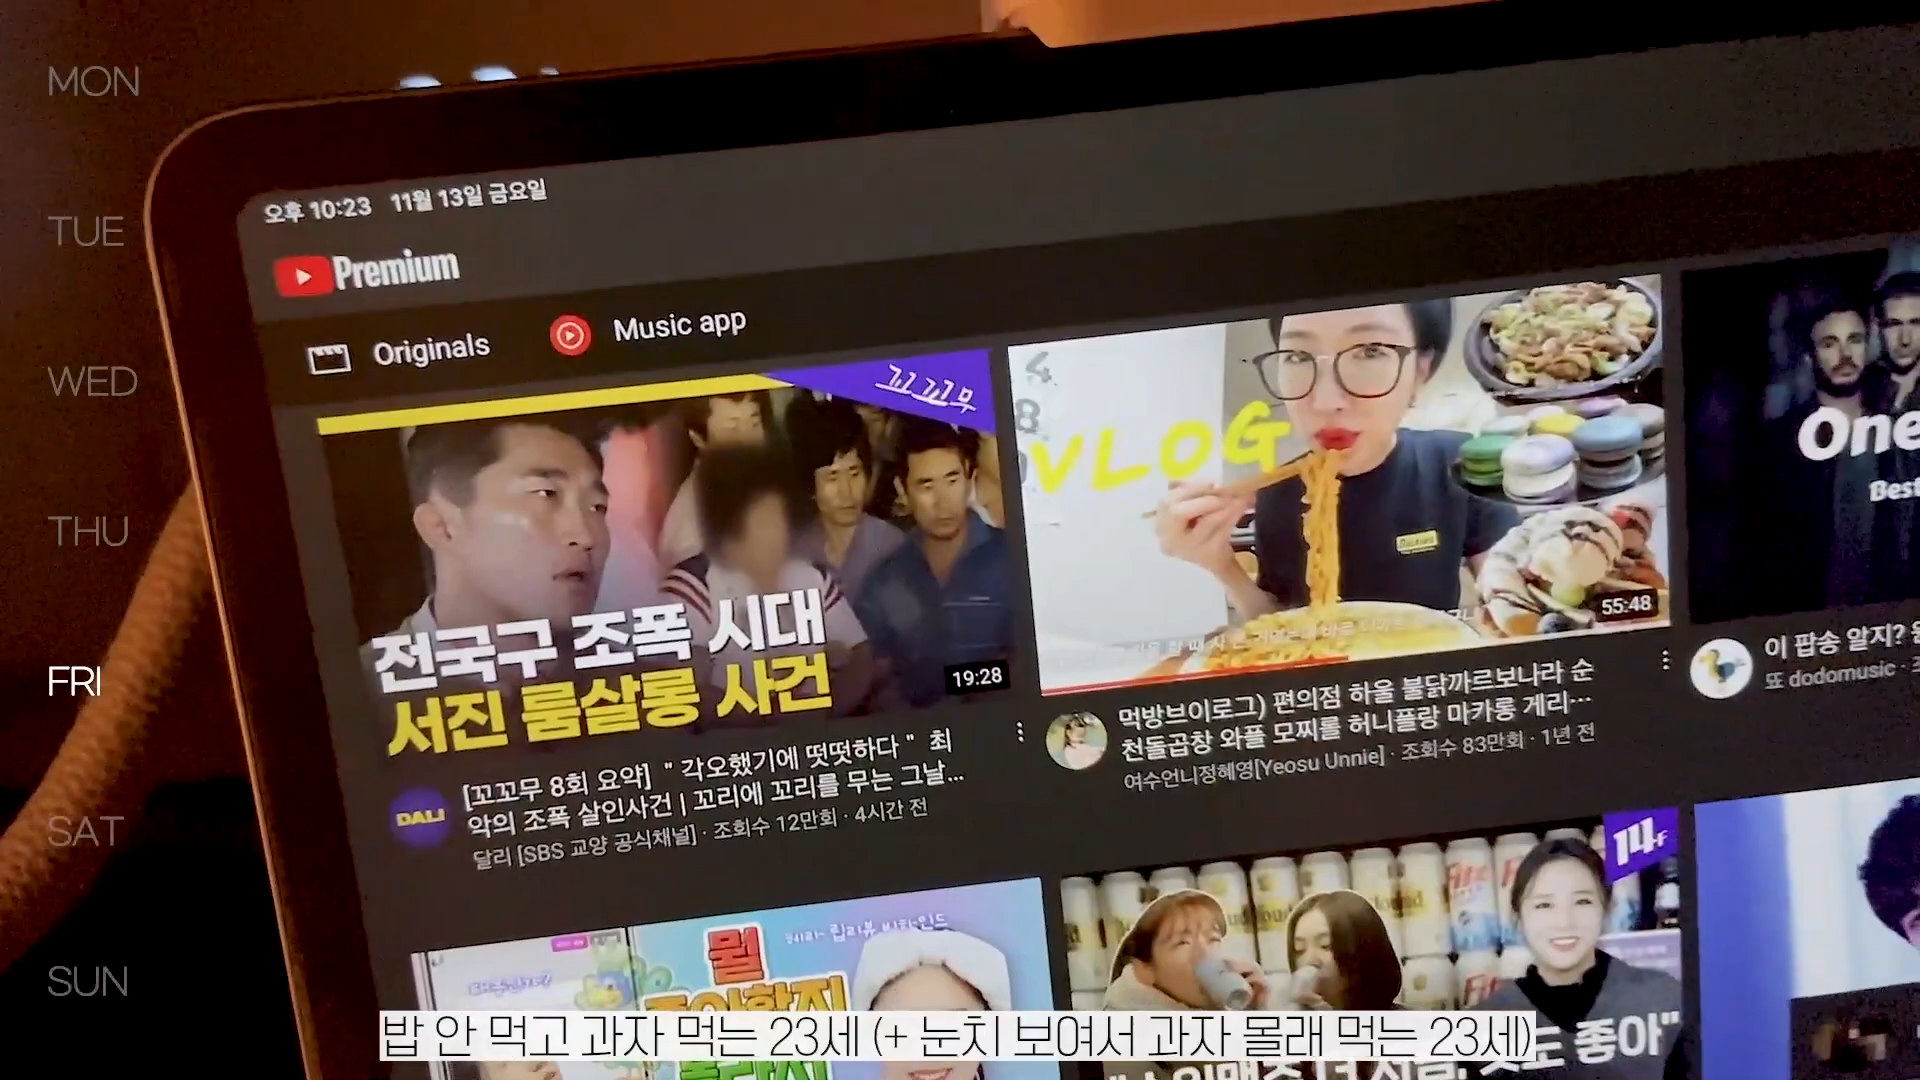 MON
TUE
WED
THU
FRI
SAT
SUN
오후 10:23 11월 13일 금요일
Premium
Originals
Music app
꼬꼬무
전국구 조폭 시대
서진 룸살롱 사건
19:28
DALI
[꼬꼬무 8회 요약] " 각오했기에 떳떳하다 " 최
악의 조폭 살인사건 | 꼬리에 꼬리를 무는 그날...
달리 [SBS 교양 공식채널] · 조회수 12만회 · 4시간 전
4
8
VLOG
55:48
먹방브이로그) 편의점 하울 불닭까르보나라 순
천돌곱창 와플 모찌롤 허니플랑 마카롱 게리...
여수언니정혜영[Yeosu Unnie] · 조회수 83만회 · 1년 전
One
Best
이 팝송 알지?
또 dodomusic
14F
뭘
도 좋아"
밥 안 먹고 과자 먹는 23세 (+ 눈치 보여서 과자 몰래 먹는 23세)